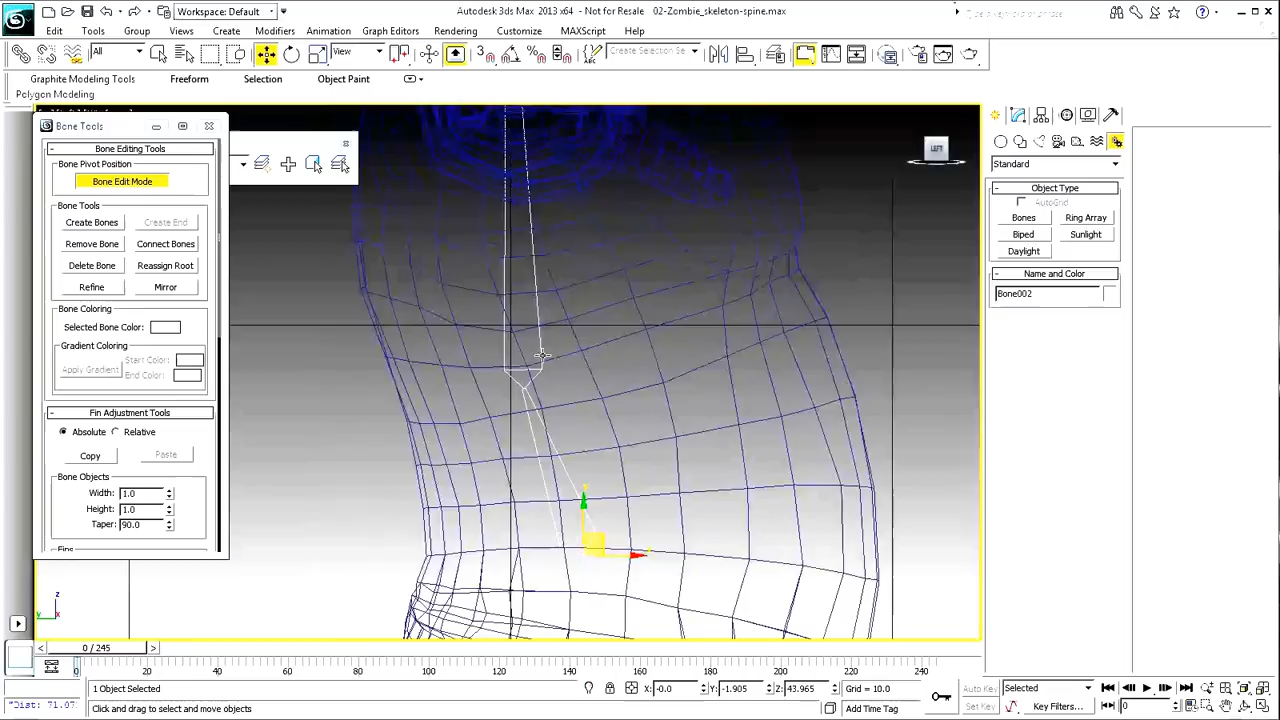 Workspace: Default
Autodesk 3ds Max 2013 x64 - Not for Resale 02-Zombie_skeleton-spine.max
Edit Tools Group Views Create Modifiers Animation Graph Editors Rendering Customize MAXScript Help
All View Create Selection Se
Graphite Modeling Tools Freeform Selection Object Paint
Polygon Modeling
Bone Tools
Bone Editing Tools
Bone Pivot Position
Bone Edit Mode
Bone Tools
Create Bones Create End
Remove Bone Connect Bones
Delete Bone Reassign Root
Refine Mirror
Bone Coloring
Selected Bone Color:
Gradient Coloring
Apply Gradient Start Color:
End Color:
Fin Adjustment Tools
Absolute Relative
Copy Paste
Bone Objects
Width: 1.0
Height: 1.0
Taper: 90.0
Fins
LEFT
z
y x
Standard
Object Type
AutoGrid
Bones Ring Array
Biped Sunlight
Daylight
Name and Color
Bone002
0 / 245
0 20 40 60 80 100 120 140 160 180 200 220 240
1 Object Selected X: -0.0 Y: -1.905 Z: 43.965 Grid = 10.0 Auto Key Selected
"Dist: 71.07 Click and drag to select and move objects Add Time Tag Set Key Key Filters... 0